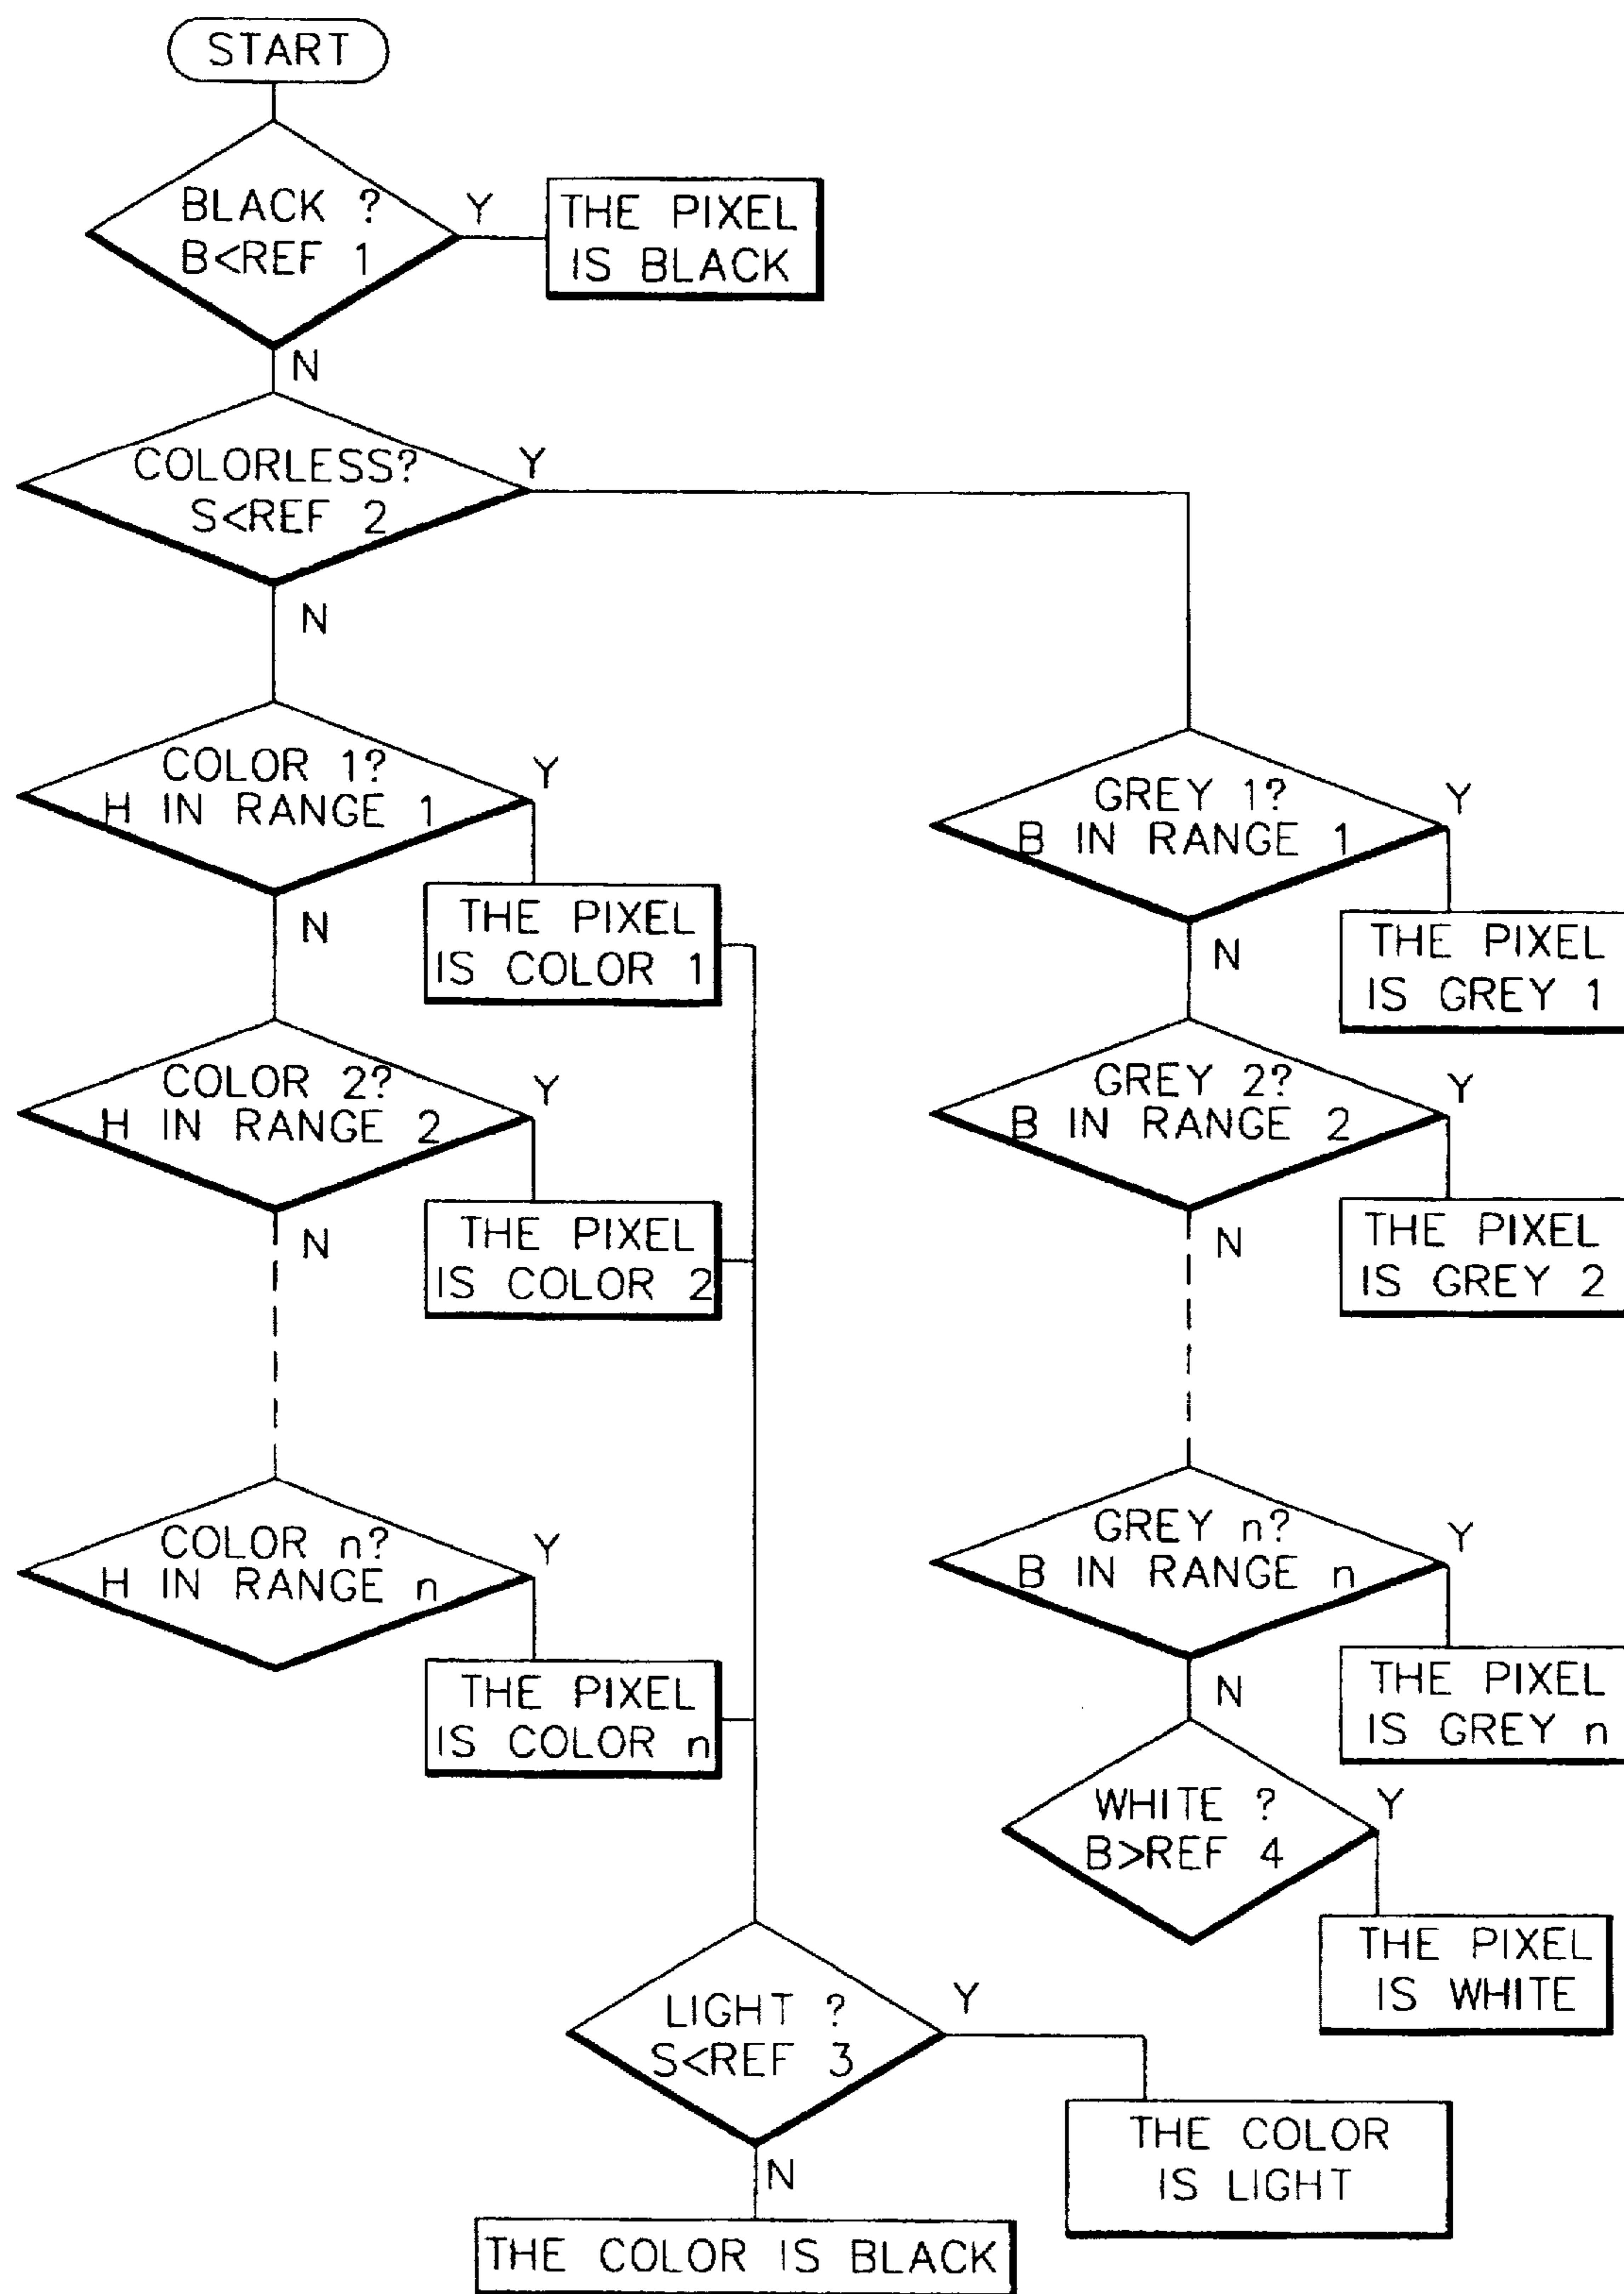 START
BLACK ?
B<REF 1
Y
THE PIXEL
IS BLACK
N
COLORLESS?
S<REF 2
Y
N
COLOR 1?
H IN RANGE 1
Y
THE PIXEL
IS COLOR 1
N
COLOR 2?
H IN RANGE 2
Y
THE PIXEL
IS COLOR 2
N
COLOR n?
H IN RANGE n
Y
THE PIXEL
IS COLOR n
LIGHT ?
S<REF 3
Y
THE COLOR
IS LIGHT
N
THE COLOR IS BLACK
GREY 1?
B IN RANGE 1
Y
THE PIXEL
IS GREY 1
N
GREY 2?
B IN RANGE 2
Y
THE PIXEL
IS GREY 2
N
GREY n?
B IN RANGE n
Y
THE PIXEL
IS GREY n
N
WHITE ?
B>REF 4
Y
THE PIXEL
IS WHITE